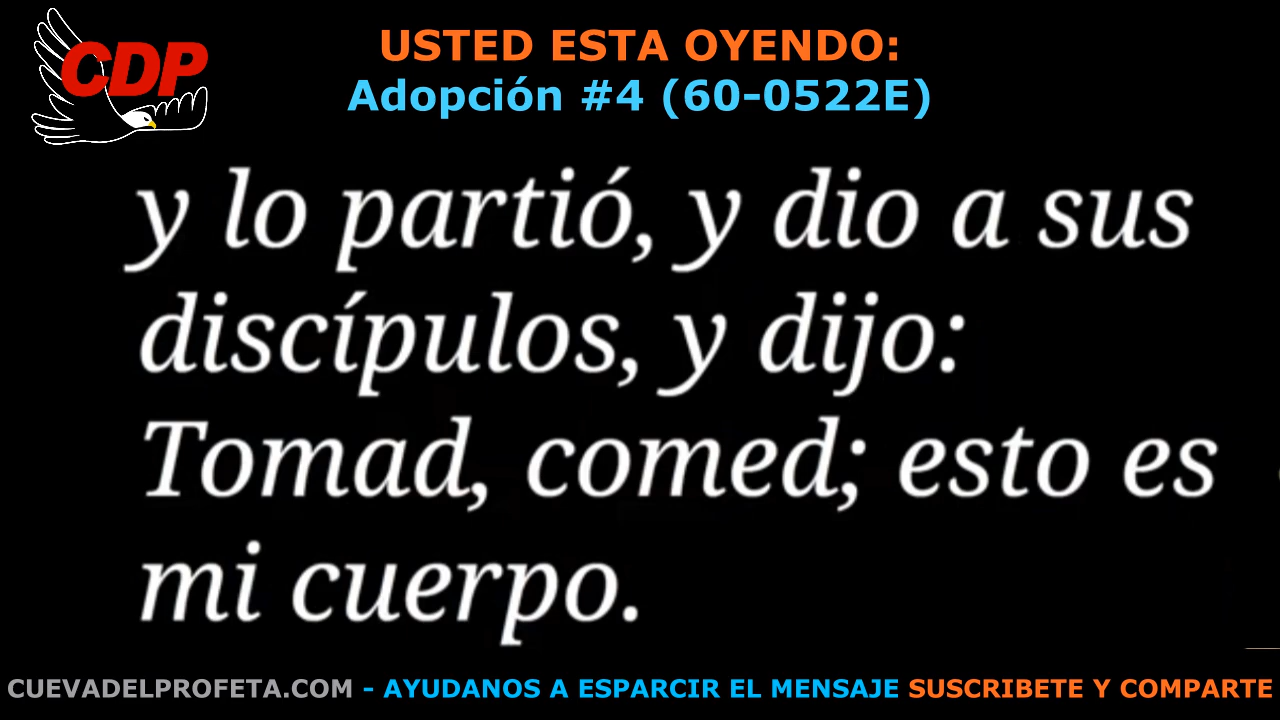 CDP
USTED ESTA OYENDO:
Adopción #4 (60-0522E)
y lo partió, y dio a sus
discípulos, y dijo:
Tomad, comed; esto es
mi cuerpo.
CUEVADELPROFETA.COM - AYUDANOS A ESPARCIR EL MENSAJE SUSCRIBETE Y COMPARTE